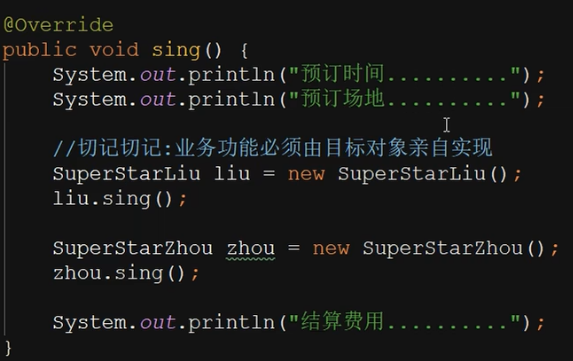 @Override
public void sing() {
System.out.println("预订时间..........");
System.out.println("预订场地..........");
//切记切记:业务功能必须由目标对象亲自实现
SuperStarLiu liu = new SuperStarLiu();
liu.sing();
SuperStarZhou zhou = new SuperStarZhou();
zhou.sing();
System.out.println("结算费用..........");
}